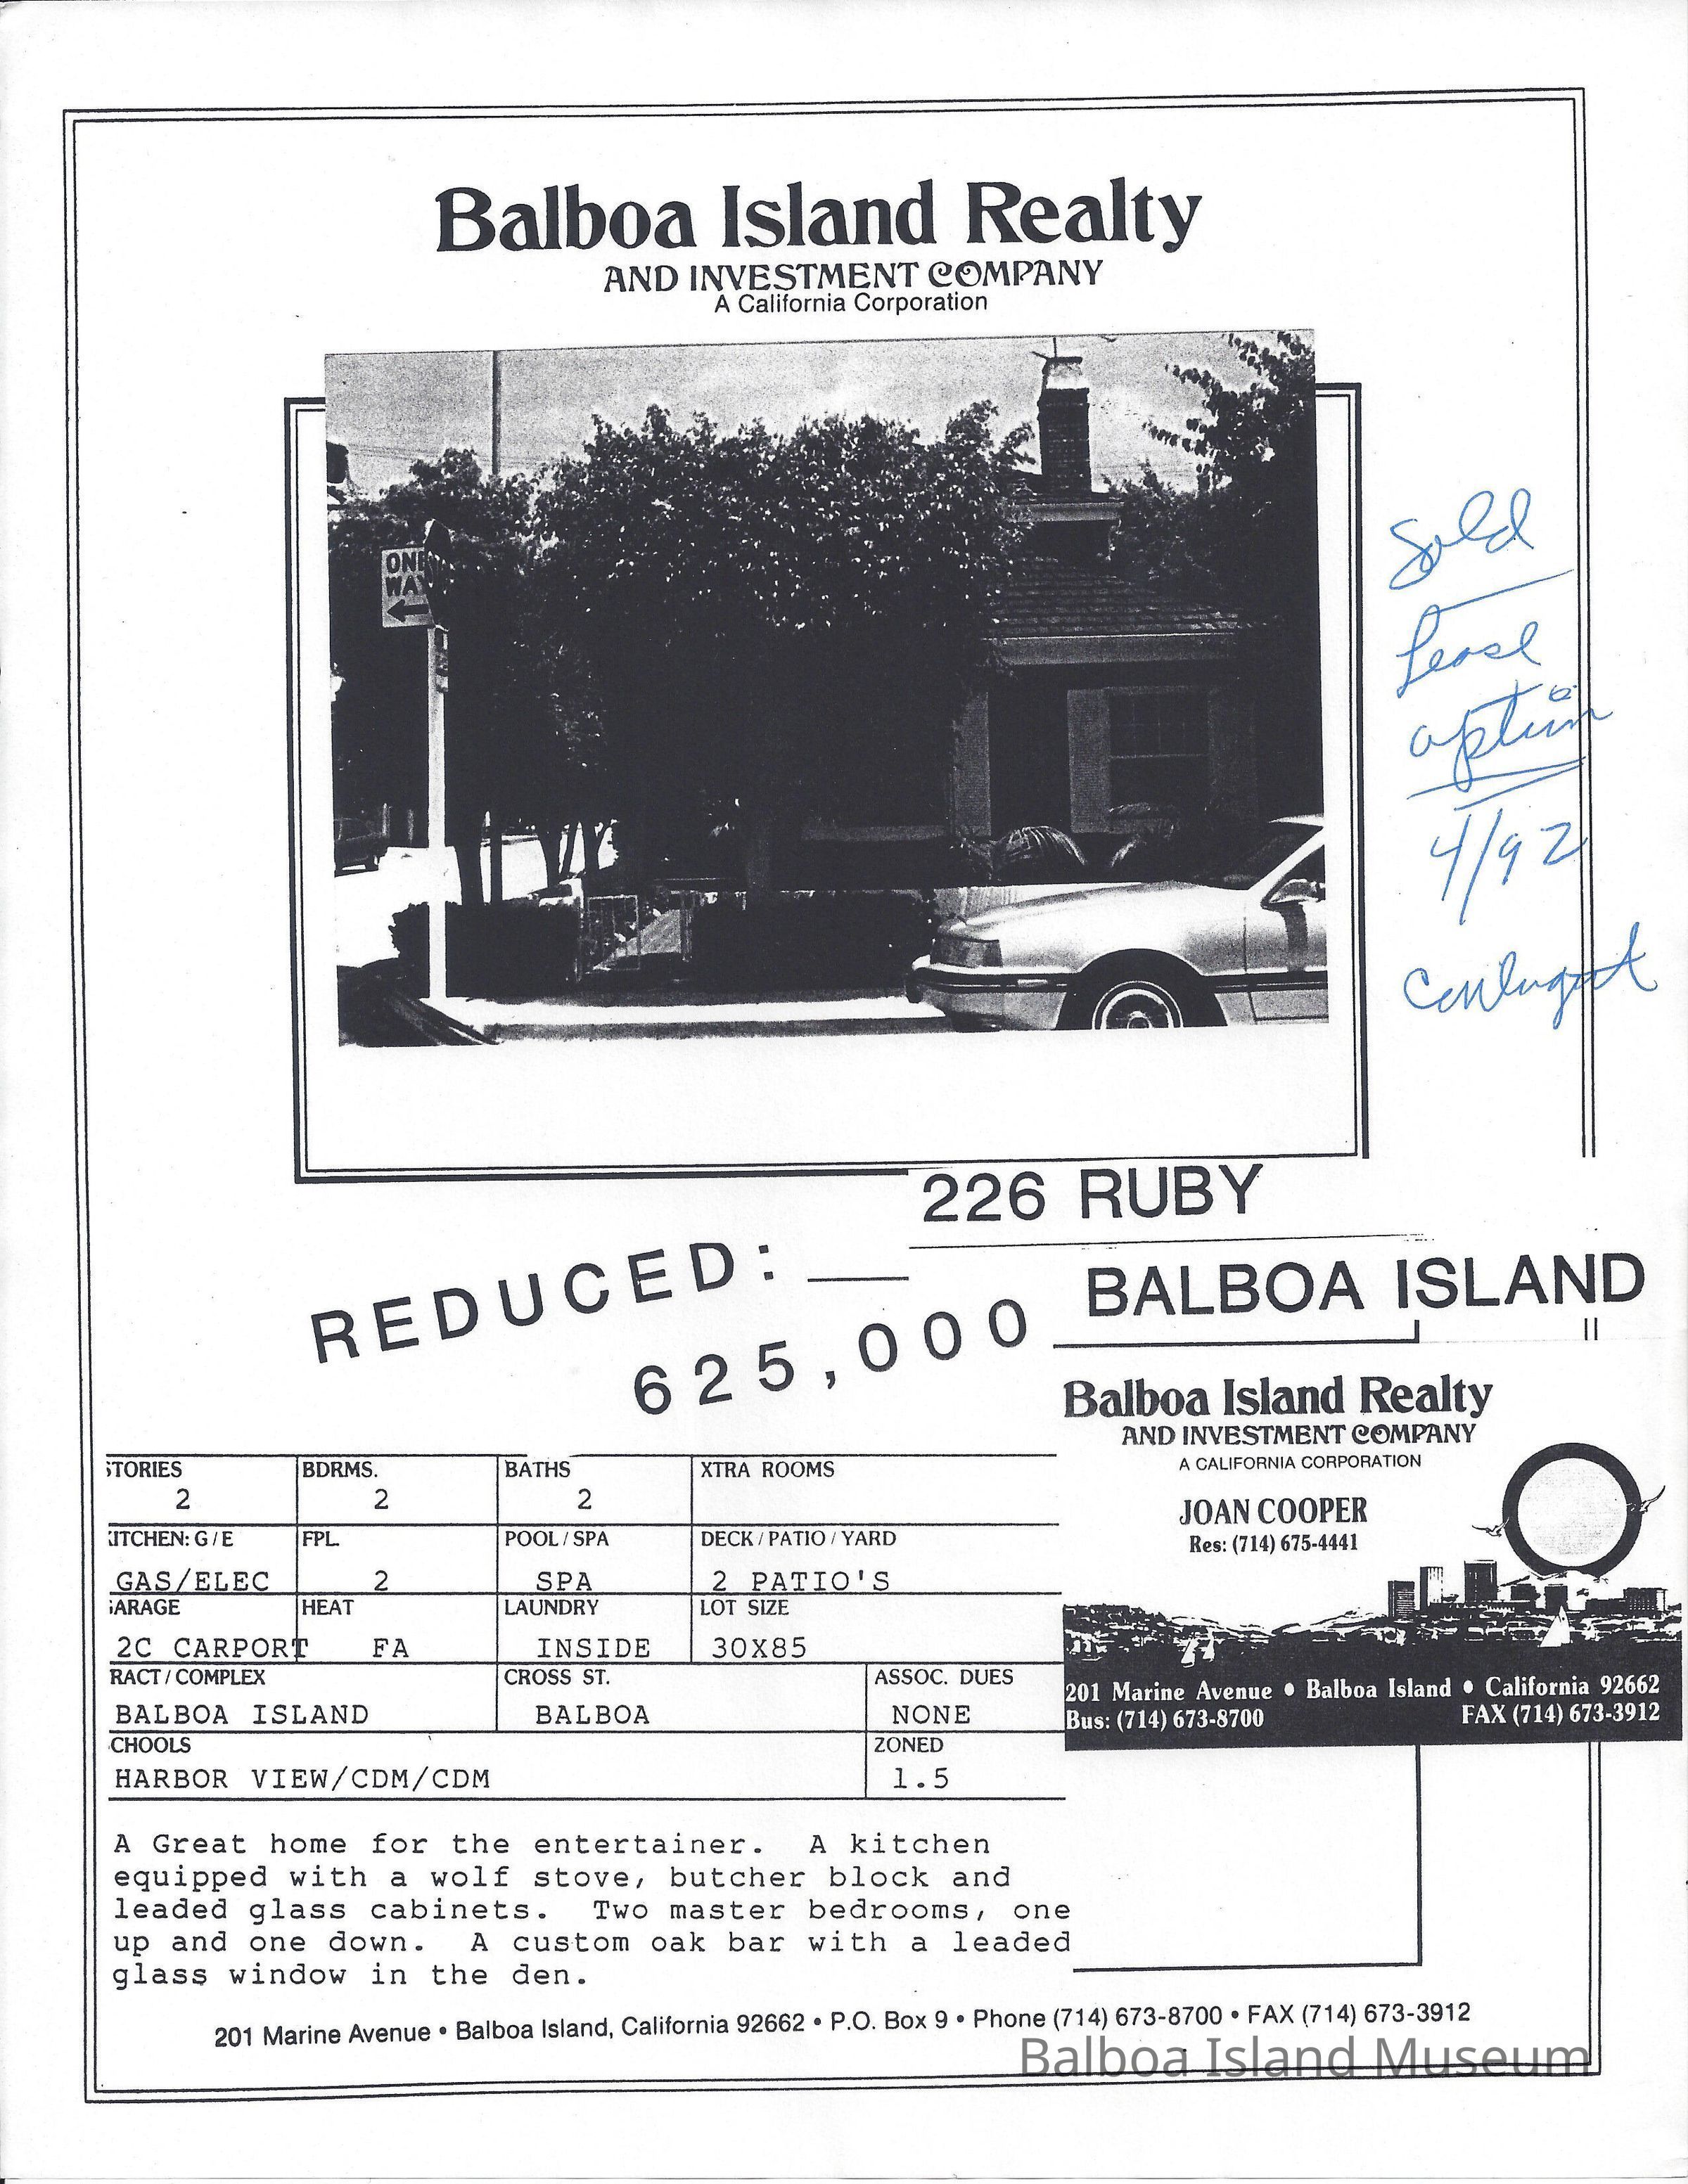 Balboa Island Realty
AND INVESTMENT COMPANY
A California Corporation
ONE
WAY
Sold
Lease
option
4/92
226 RUBY
BALBOA ISLAND
REDUCED:
625,000
Balboa Island Realty
AND INVESTMENT COMPANY
A CALIFORNIA CORPORATION
JOAN COOPER
Res: (714) 675-4441
201 Marine Avenue • Balboa Island • California 92662
Bus: (714) 673-8700 FAX (714) 673-3912
STORIES BDRMS. BATHS XTRA ROOMS
2 2 2
KITCHEN: G/E FPL. POOL/SPA DECK/PATIO/YARD
GAS/ELEC 2 SPA 2 PATIO'S
GARAGE HEAT LAUNDRY LOT SIZE
2C CARPORT FA INSIDE 30X85
RACT/COMPLEX CROSS ST. ASSOC. DUES
BALBOA ISLAND BALBOA NONE
CHOOLS ZONED
HARBOR VIEW/CDM/CDM 1.5
A Great home for the entertainer. A kitchen
equipped with a wolf stove, butcher block and
leaded glass cabinets. Two master bedrooms, one
up and one down. A custom oak bar with a leaded
glass window in the den.
201 Marine Avenue • Balboa Island, California 92662 • P.O. Box 9 • Phone (714) 673-8700 • FAX (714) 673-3912
Balboa Island Museum